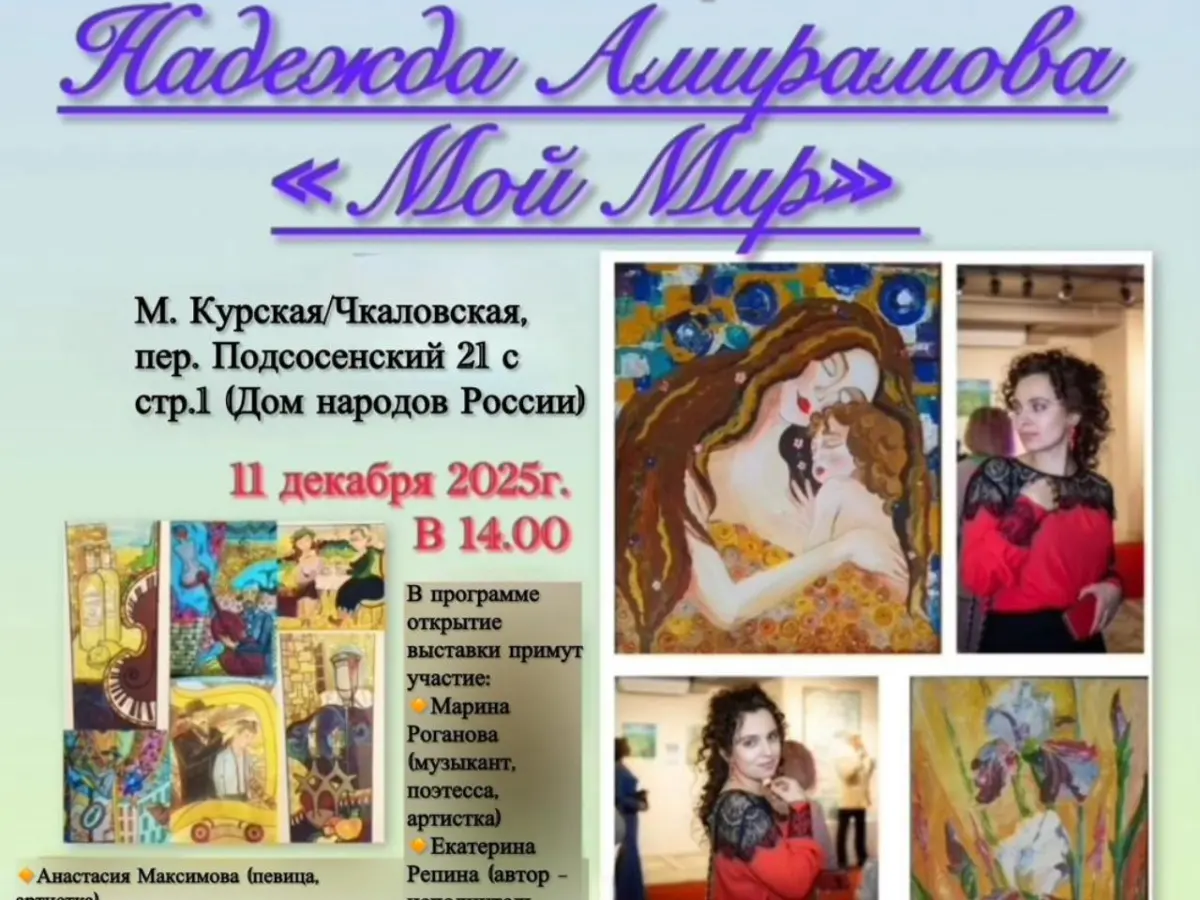 Надежда Амирамова
«Мой Мир»
М. Курская/Чкаловская,
пер. Подсосенский 21 с
стр.1 (Дом народов России)
11 декабря 2025г.
В 14.00
В программе
открытие
выставки примут
участие:
🔸Марина
Роганова
(музыкант,
поэтесса,
артистка)
🔸Екатерина
Репина (автор -
🔸Анастасия Максимова (певица,